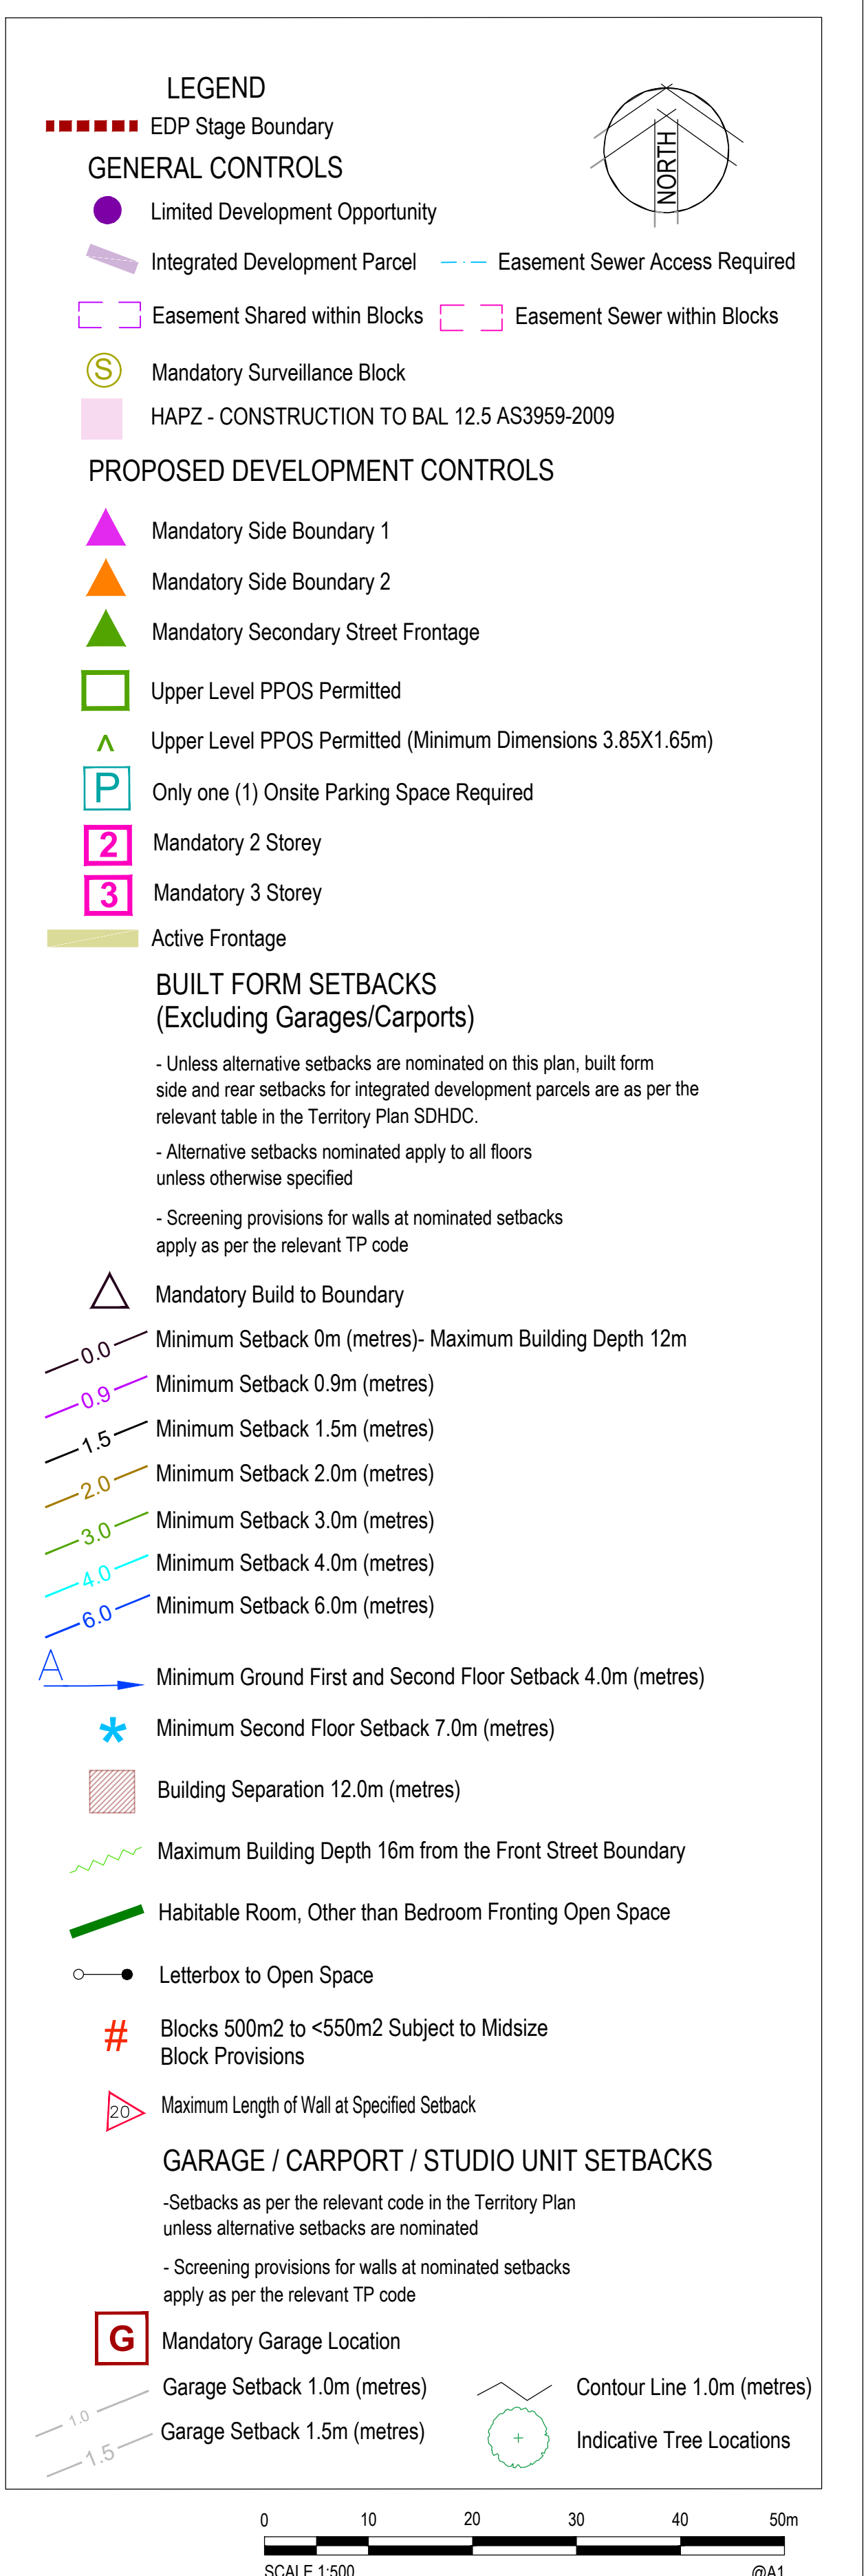 LEGEND
EDP Stage Boundary
NORTH
GENERAL CONTROLS
Limited Development Opportunity
Integrated Development Parcel
Easement Sewer Access Required
Easement Shared within Blocks
Easement Sewer within Blocks
S
Mandatory Surveillance Block
HAPZ - CONSTRUCTION TO BAL 12.5 AS3959-2009
PROPOSED DEVELOPMENT CONTROLS
Mandatory Side Boundary 1
Mandatory Side Boundary 2
Mandatory Secondary Street Frontage
Upper Level PPOS Permitted
^ Upper Level PPOS Permitted (Minimum Dimensions 3.85X1.65m)
P Only one (1) Onsite Parking Space Required
2 Mandatory 2 Storey
3 Mandatory 3 Storey
Active Frontage
BUILT FORM SETBACKS
(Excluding Garages/Carports)
- Unless alternative setbacks are nominated on this plan, built form
side and rear setbacks for integrated development parcels are as per the
relevant table in the Territory Plan SDHDC.
- Alternative setbacks nominated apply to all floors
unless otherwise specified
- Screening provisions for walls at nominated setbacks
apply as per the relevant TP code
Mandatory Build to Boundary
0.0 Minimum Setback 0m (metres)- Maximum Building Depth 12m
0.9 Minimum Setback 0.9m (metres)
1.5 Minimum Setback 1.5m (metres)
2.0 Minimum Setback 2.0m (metres)
3.0 Minimum Setback 3.0m (metres)
4.0 Minimum Setback 4.0m (metres)
6.0 Minimum Setback 6.0m (metres)
A Minimum Ground First and Second Floor Setback 4.0m (metres)
* Minimum Second Floor Setback 7.0m (metres)
Building Separation 12.0m (metres)
Maximum Building Depth 16m from the Front Street Boundary
Habitable Room, Other than Bedroom Fronting Open Space
Letterbox to Open Space
# Blocks 500m2 to <550m2 Subject to Midsize
Block Provisions
20 Maximum Length of Wall at Specified Setback
GARAGE / CARPORT / STUDIO UNIT SETBACKS
-Setbacks as per the relevant code in the Territory Plan
unless alternative setbacks are nominated
- Screening provisions for walls at nominated setbacks
apply as per the relevant TP code
G Mandatory Garage Location
1.0 Garage Setback 1.0m (metres)
Contour Line 1.0m (metres)
1.5 Garage Setback 1.5m (metres)
Indicative Tree Locations
0 10 20 30 40 50m
SCALE 1:500 @A1